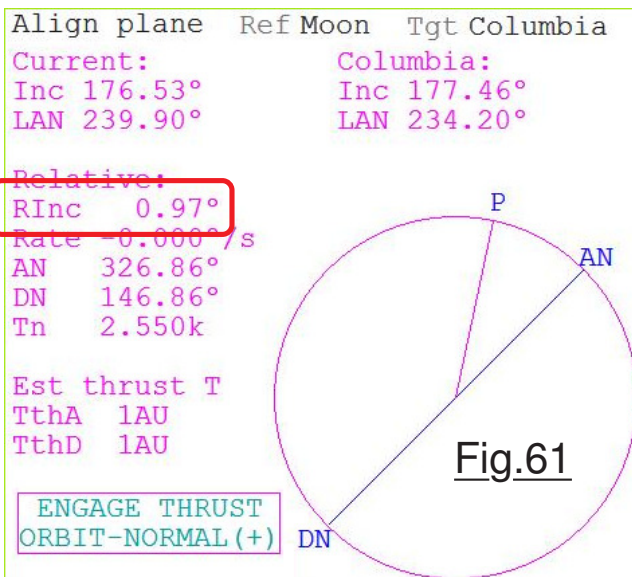 Align plane Ref Moon Tgt Columbia
Current: Columbia:
Inc 176.53° Inc 177.46°
LAN 239.90° LAN 234.20°
Relative:
RInc 0.97°
Rate -0.000°/s
AN 326.86°
DN 146.86°
Tn 2.550k
P
AN
Est thrust T
TthA 1AU
TthD 1AU
Fig.61
ENGAGE THRUST
ORBIT-NORMAL(+)
DN